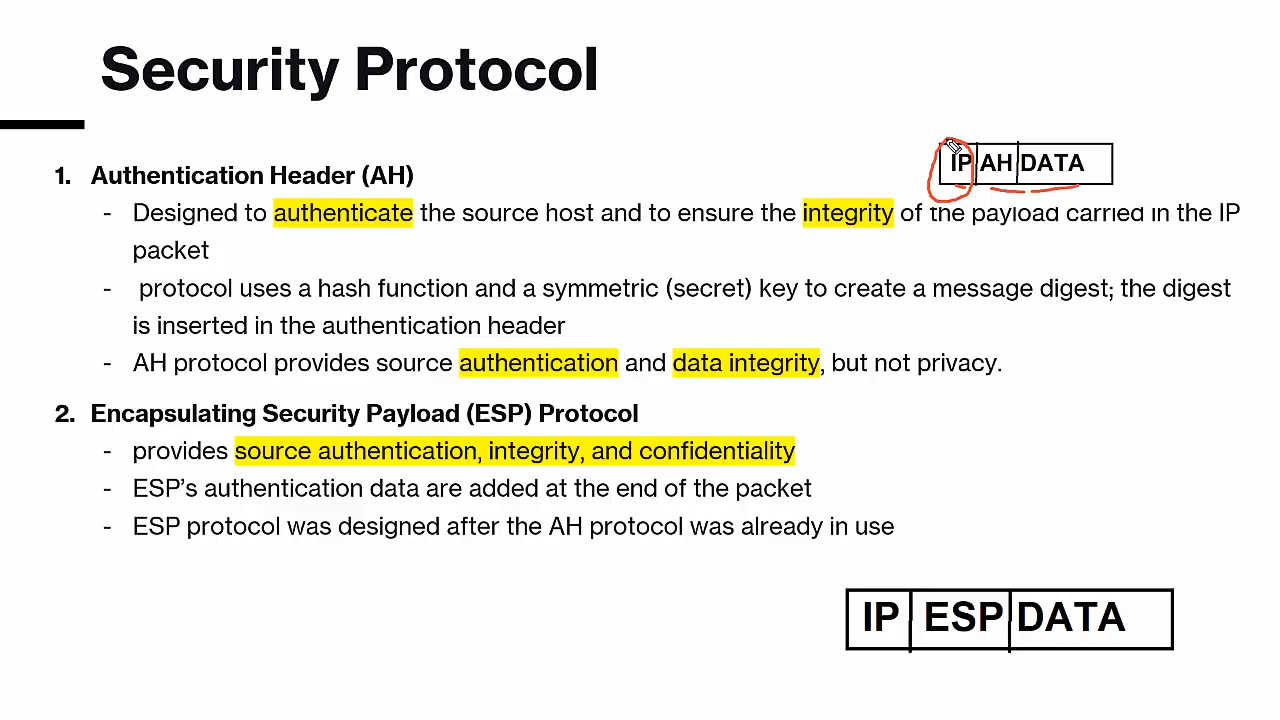 Security Protocol
IP AH DATA
1. Authentication Header (AH)
- Designed to authenticate the source host and to ensure the integrity of the payload carried in the IP
packet
- protocol uses a hash function and a symmetric (secret) key to create a message digest; the digest
is inserted in the authentication header
- AH protocol provides source authentication and data integrity, but not privacy.
2. Encapsulating Security Payload (ESP) Protocol
- provides source authentication, integrity, and confidentiality
- ESP's authentication data are added at the end of the packet
- ESP protocol was designed after the AH protocol was already in use
IP ESP DATA